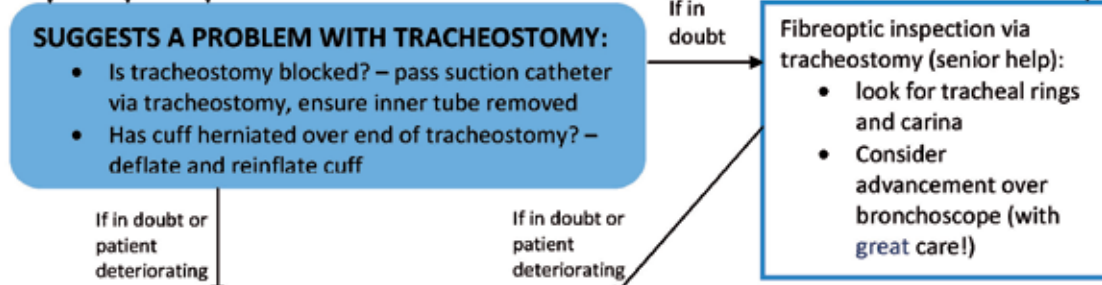 SUGGESTS A PROBLEM WITH TRACHEOSTOMY:
• Is tracheostomy blocked? – pass suction catheter
via tracheostomy, ensure inner tube removed
• Has cuff herniated over end of tracheostomy? –
deflate and reinflate cuff
If in
doubt
Fibreoptic inspection via
tracheostomy (senior help):
• look for tracheal rings
and carina
• Consider
advancement over
bronchoscope (with
great care!)
If in doubt or
patient
deteriorating
If in doubt or
patient
deteriorating